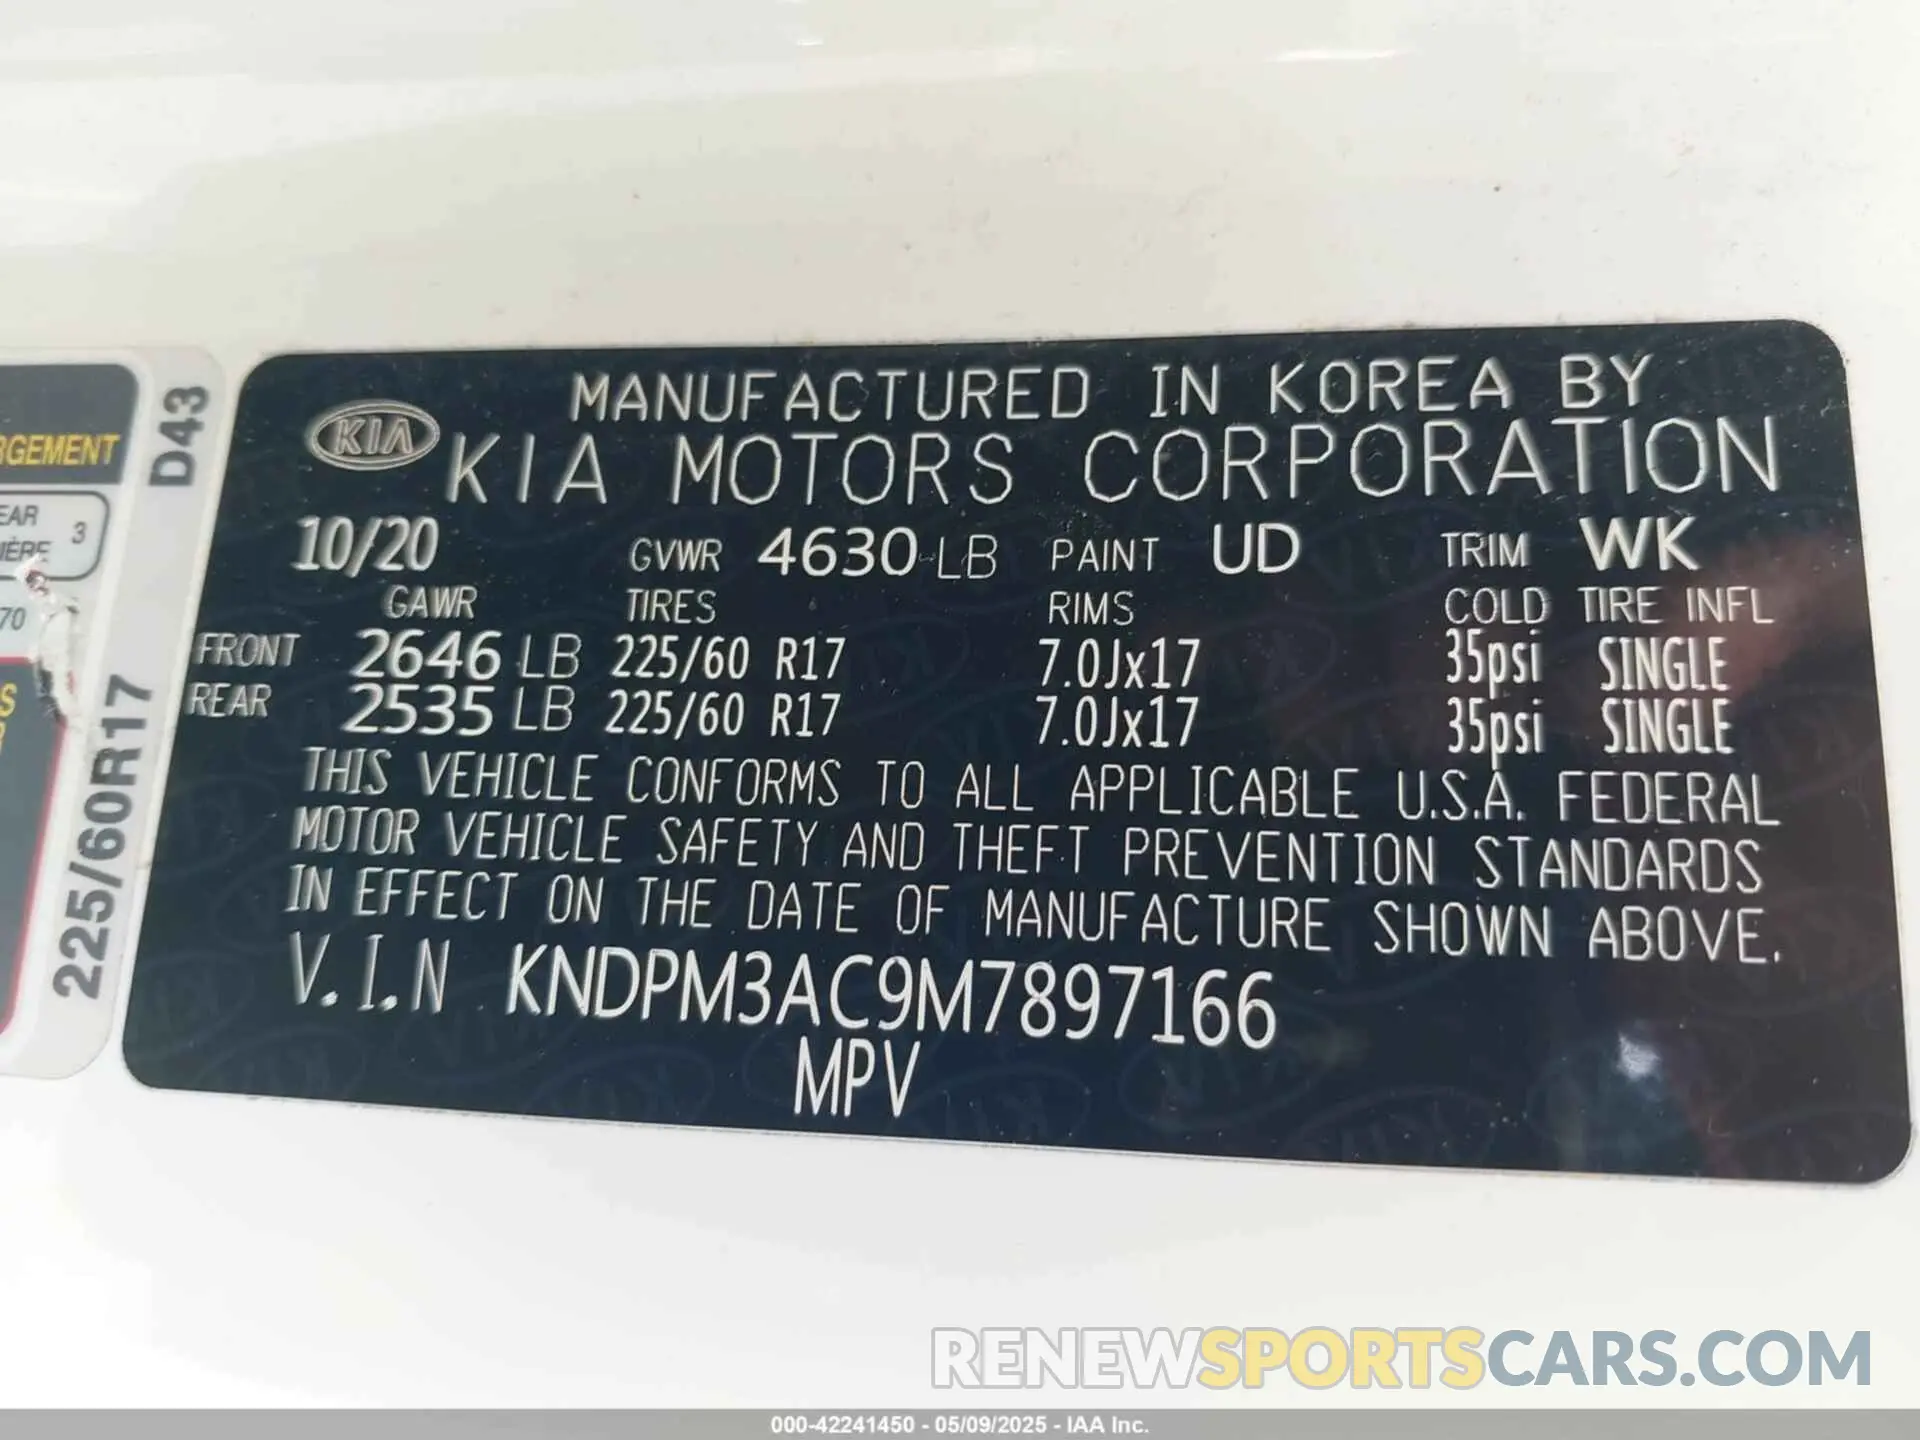 MANUFACTURED IN KOREA BY
KIA KIA MOTORS CORPORATION
10/20 GVWR 4630 LB PAINT UD TRIM WK
GAWR TIRES RIMS COLD TIRE INFL
FRONT 2646 LB 225/60 R17 7.0Jx17 35psi SINGLE
REAR 2535 LB 225/60 R17 7.0Jx17 35psi SINGLE
THIS VEHICLE CONFORMS TO ALL APPLICABLE U.S.A. FEDERAL
MOTOR VEHICLE SAFETY AND THEFT PREVENTION STANDARDS
IN EFFECT ON THE DATE OF MANUFACTURE SHOWN ABOVE.
V.I.N KNDPM3AC9M7897166
MPV
D43
225/60R17
RGEMENT
EAR 3
IÈRE
70
S
RENEWSPORTSCARS.COM
000-42241450 - 05/09/2025 - IAA Inc.